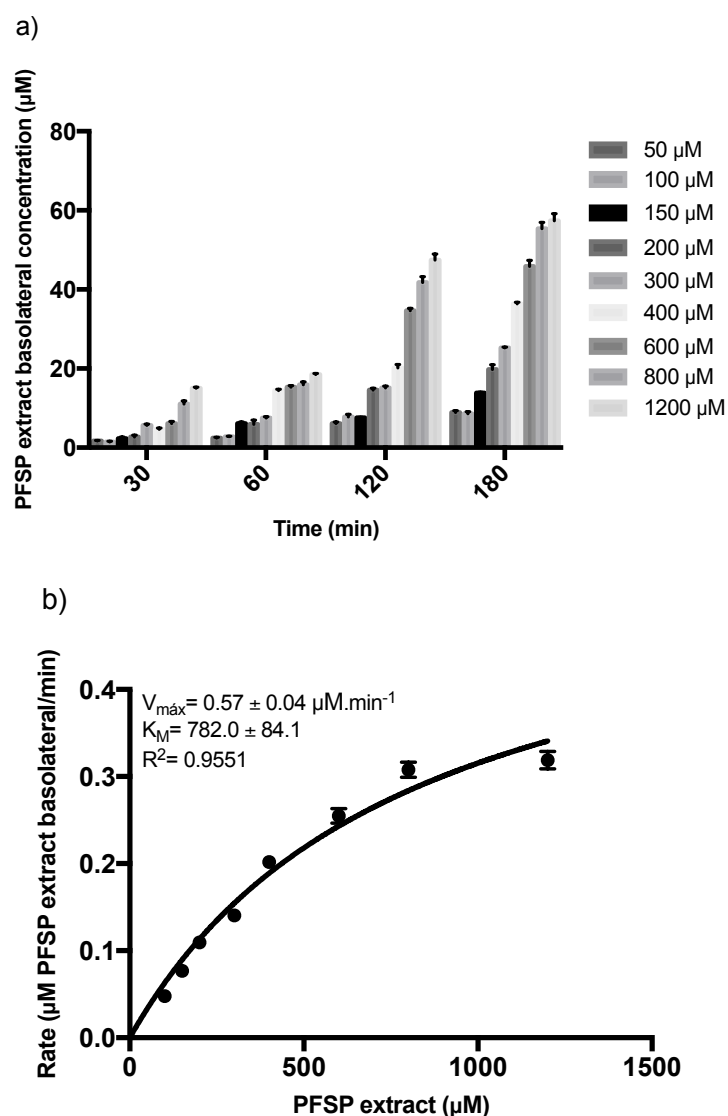 a)
PFSP extract basolateral concentration (µM)
80
60
40
20
0
30
60
120
180
Time (min)
50 µM
100 µM
150 µM
200 µM
300 µM
400 µM
600 µM
800 µM
1200 µM
b)
Rate (µM PFSP extract basolateral/min)
0.4
0.3
0.2
0.1
0.0
V máx= 0.57 ± 0.04 µM.min-1
KM= 782.0 ± 84.1
R2= 0.9551
0
500
1000
1500
PFSP extract (µM)